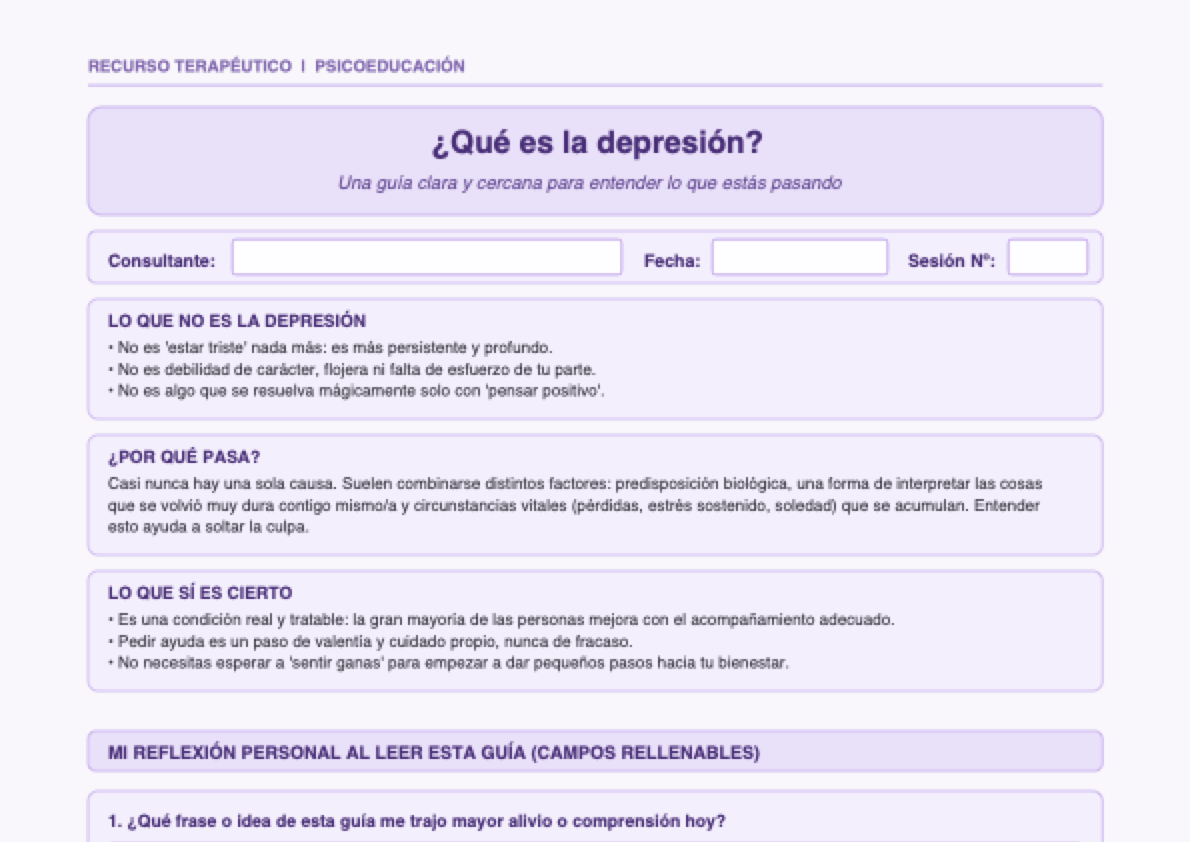 RECURSO TERAPÉUTICO | PSICOEDUCACIÓN
¿Qué es la depresión?
Una guía clara y cercana para entender lo que estás pasando
Consultante:
Fecha:
Sesión Nº:
LO QUE NO ES LA DEPRESIÓN
• No es 'estar triste' nada más: es más persistente y profundo.
• No es debilidad de carácter, flojera ni falta de esfuerzo de tu parte.
• No es algo que se resuelva mágicamente solo con 'pensar positivo'.
¿POR QUÉ PASA?
Casi nunca hay una sola causa. Suelen combinarse distintos factores: predisposición biológica, una forma de interpretar las cosas
que se volvió muy dura contigo mismo/a y circunstancias vitales (pérdidas, estrés sostenido, soledad) que se acumulan. Entender
esto ayuda a soltar la culpa.
LO QUE SÍ ES CIERTO
• Es una condición real y tratable: la gran mayoría de las personas mejora con el acompañamiento adecuado.
• Pedir ayuda es un paso de valentía y cuidado propio, nunca de fracaso.
• No necesitas esperar a 'sentir ganas' para empezar a dar pequeños pasos hacia tu bienestar.
MI REFLEXIÓN PERSONAL AL LEER ESTA GUÍA (CAMPOS RELLENABLES)
1. ¿Qué frase o idea de esta guía me trajo mayor alivio o comprensión hoy?